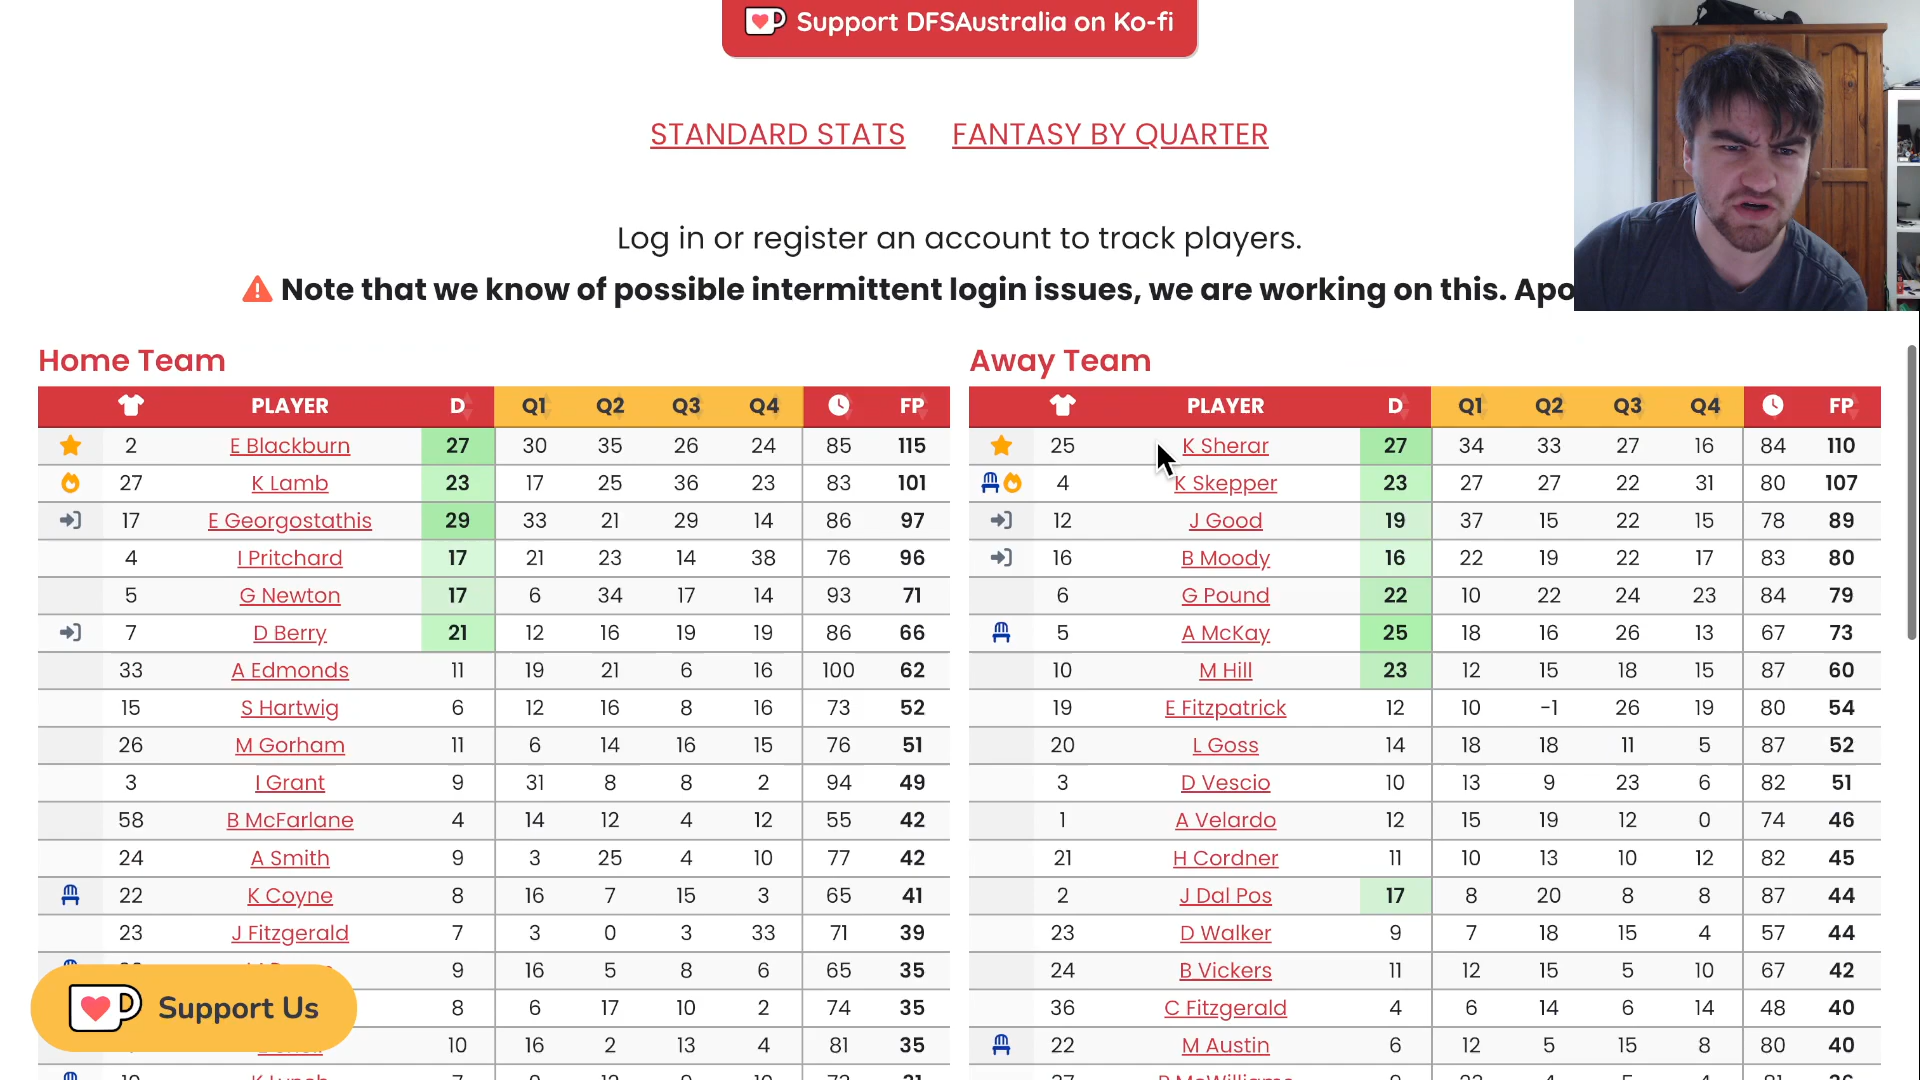 Support DFSAustralia on Ko-fi
STANDARD STATS FANTASY BY QUARTER
Log in or register an account to track players.
Note that we know of possible intermittent login issues, we are working on this. Apo
Home Team
PLAYER D Q1 Q2 Q3 Q4 FP
2 E Blackburn 27 30 35 26 24 85 115
27 K Lamb 23 17 25 36 23 83 101
17 E Georgostathis 29 33 21 29 14 86 97
4 I Pritchard 17 21 23 14 38 76 96
5 G Newton 17 6 34 17 14 93 71
7 D Berry 21 12 16 19 19 86 66
33 A Edmonds 11 19 21 6 16 100 62
15 S Hartwig 6 12 16 8 16 73 52
26 M Gorham 11 6 14 16 15 76 51
3 I Grant 9 31 8 8 2 94 49
58 B McFarlane 4 14 12 4 12 55 42
24 A Smith 9 3 25 4 10 77 42
22 K Coyne 8 16 7 15 3 65 41
23 J Fitzgerald 7 3 0 3 33 71 39
9 16 5 8 6 65 35
8 6 17 10 2 74 35
10 16 2 13 4 81 35
Support Us
Away Team
PLAYER D Q1 Q2 Q3 Q4 FP
25 K Sherar 27 34 33 27 16 84 110
4 K Skepper 23 27 27 22 31 80 107
12 J Good 19 37 15 22 15 78 89
16 B Moody 16 22 19 22 17 83 80
6 G Pound 22 10 22 24 23 84 79
5 A McKay 25 18 16 26 13 67 73
10 M Hill 23 12 15 18 15 87 60
19 E Fitzpatrick 12 10 -1 26 19 80 54
20 L Goss 14 18 18 11 5 87 52
3 D Vescio 10 13 9 23 6 82 51
1 A Velardo 12 15 19 12 0 74 46
21 H Cordner 11 10 13 10 12 82 45
2 J Dal Pos 17 8 20 8 8 87 44
23 D Walker 9 7 18 15 4 57 44
24 B Vickers 11 12 15 5 10 67 42
36 C Fitzgerald 4 6 14 6 14 48 40
22 M Austin 6 12 5 15 8 80 40